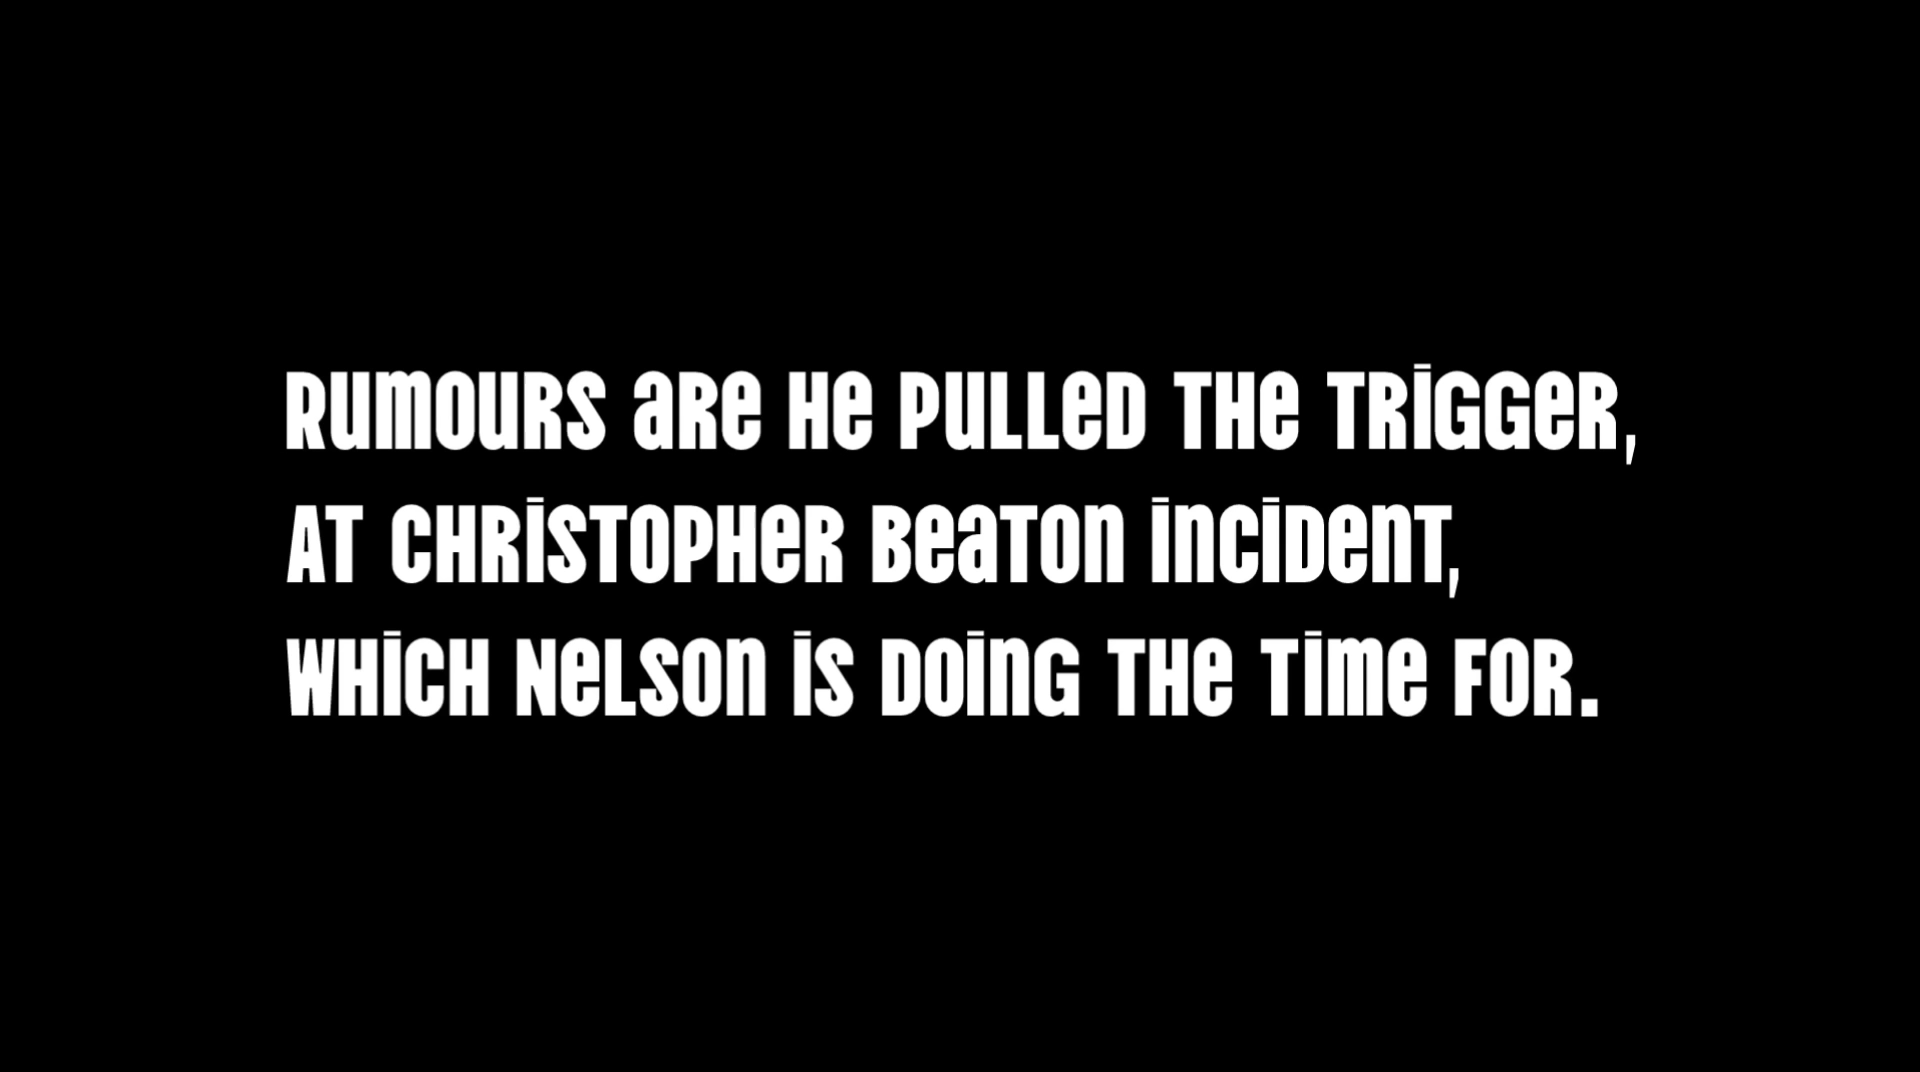 Rumours are he pulled the trigger,
At Christopher Beaton incident,
Which Nelson is doing the time for.